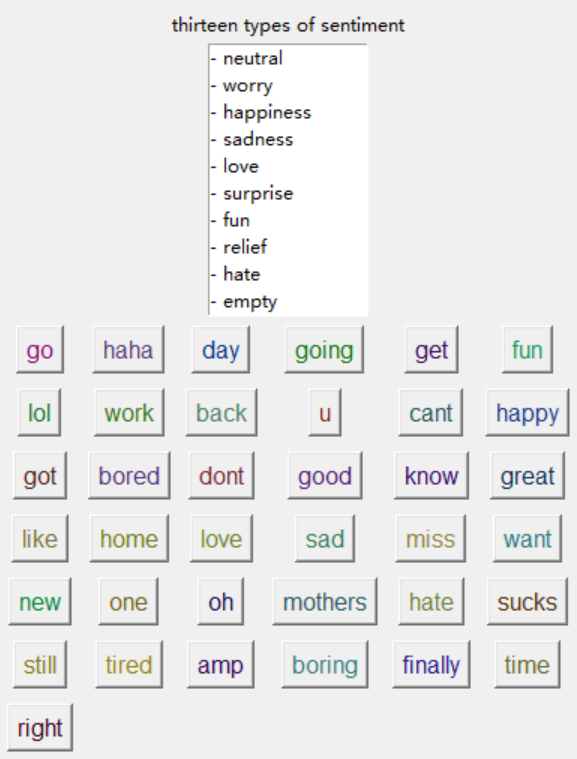 thirteen types of sentiment
- neutral
- worry
- happiness
- sadness
- love
- surprise
- fun
- relief
- hate
- empty
go haha day going get fun
lol work back u cant happy
got bored dont good know great
like home love sad miss want
new one oh mothers hate sucks
still tired amp boring finally time
right